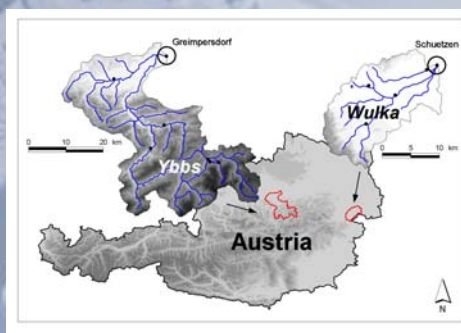 Greimpersdorf
Schuetzen
Wulka
Ybbs
0 10 20 km
0 5 10 km
Austria
N